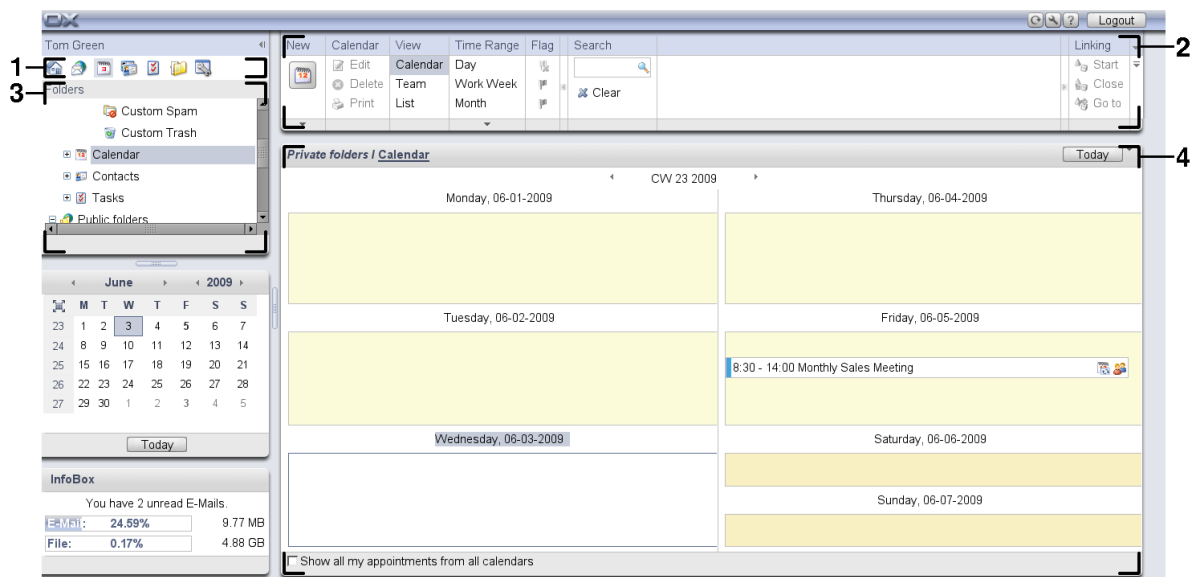 OX
Logout
Tom Green
1
3
Folders
Custom Spam
Custom Trash
Calendar
Contacts
Tasks
Public folders
June 2009
M T W T F S S
23 1 2 3 4 5 6 7
24 8 9 10 11 12 13 14
25 15 16 17 18 19 20 21
26 22 23 24 25 26 27 28
27 29 30 1 2 3 4 5
Today
InfoBox
You have 2 unread E-Mails.
E-Mail: 24.59% 9.77 MB
File: 0.17% 4.88 GB
New Calendar View Time Range Flag Search Linking
Edit Calendar Day Start
Delete Team Work Week Clear Close
Print List Month Go to
2
Private folders / Calendar
Today
4
CW 23 2009
Monday, 06-01-2009
Tuesday, 06-02-2009
Wednesday, 06-03-2009
Thursday, 06-04-2009
Friday, 06-05-2009
8:30 - 14:00 Monthly Sales Meeting
Saturday, 06-06-2009
Sunday, 06-07-2009
Show all my appointments from all calendars